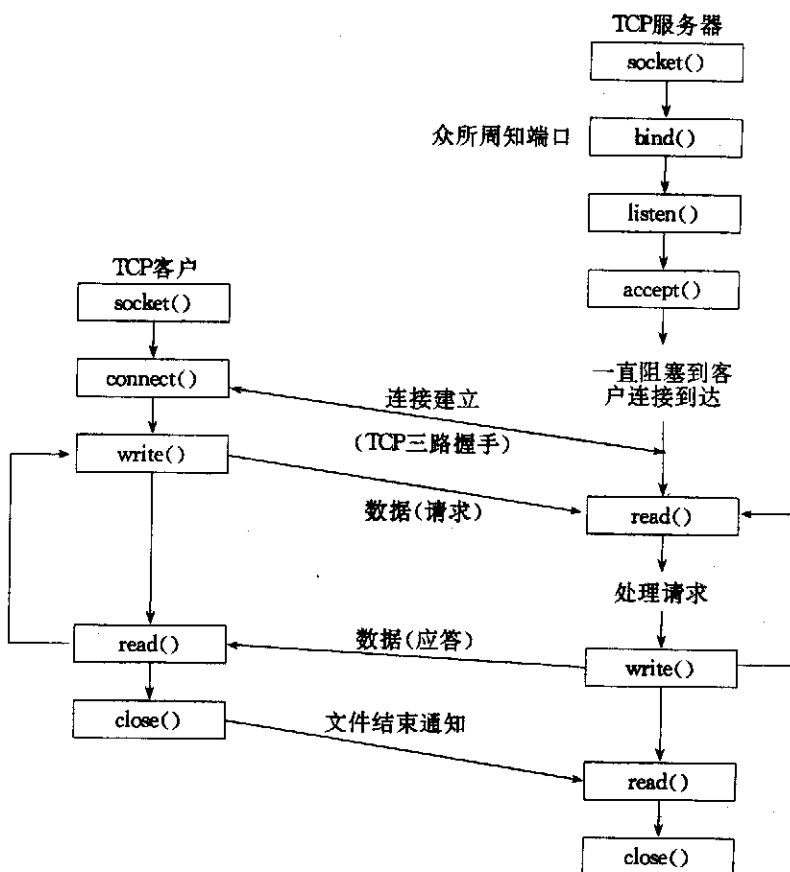 TCP服务器
socket()
众所周知端口
bind()
listen()
accept()
一直阻塞到客
户连接到达
TCP客户
socket()
connect()
连接建立
(TCP三路握手)
write()
数据(请求)
read()
处理请求
read()
数据(应答)
write()
close()
文件结束通知
read()
close()